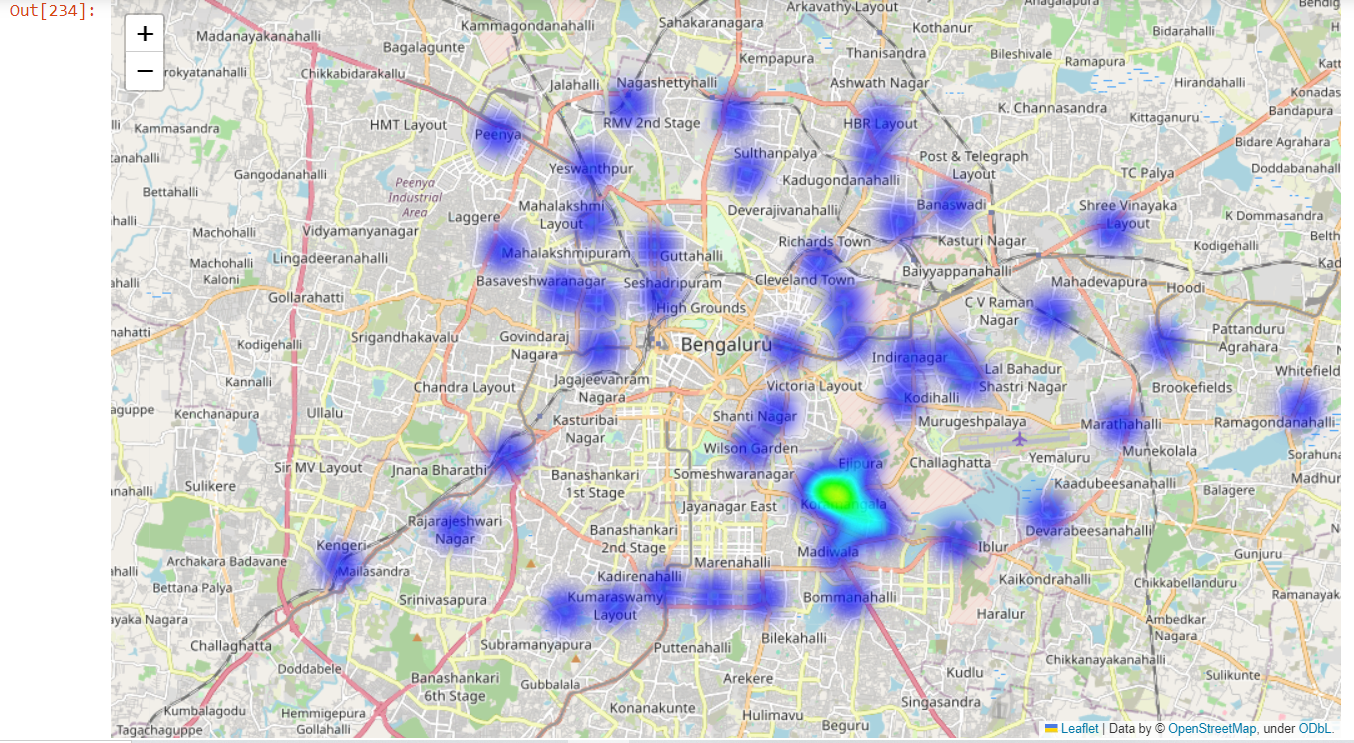 Out[234]:
+
−
Arkavathy Layout
Anagalapura
Bendig
Kammagondanahalli
Sahakaranagara
Kothanur
Bidarahalli
Madanayakanahalli
Bagalagunte
Thanisandra
Bileshivale
Kempapura
Ramapura
Katt
rokyatanahalli
Chikkabidarakallu
Jalahalli
Nagashettyhalli
Ashwath Nagar
Hirandahalli
Konadas
K. Channasandra
Bandapura
lli
Kammasandra
HMT Layout
Peenya
RMV 2nd Stage
HBR Layout
Kittaganuru
Bidare Agrahara
tanahalli
Gangodanahalli
Yeswanthpur
Sulthanpalya
Kadugondanahalli
Post & Telegraph
Layout
TC Palya
Doddabanahalli
Bettahalli
Peenya
Industrial
Area
Mahalakshmi
Layout
Deverajivanahalli
Banaswadi
Shree Vinayaka
Layout
K Dommasandra
halli
Machohalli
Vidyamanyanagar
Laggere
Richards Town
Kasturi Nagar
Kodigehalli
Belth
Machohalli
Kaloni
Lingadeeranahalli
Mahalakshmipuram
Guttahalli
Cleveland Town
Baiyyappanahalli
Mahadevapura
Hoodi
Kad
Gollarahatti
Basaveshwaranagar
Seshadripuram
High Grounds
C V Raman
Nagar
Pattanduru
Agrahara
nahatti
Kodigehalli
Srigandhakavalu
Govindaraj
Nagara
Bengaluru
Indiranagar
Lal Bahadur
Shastri Nagar
Whitefield
Kannalli
Chandra Layout
Jagajeevanram
Nagara
Victoria Layout
Kodihalli
Brookefields
aguppe
Kenchanapura
Ullalu
Kasturibai
Nagar
Shanti Nagar
Murugeshpalaya
Marathahalli
Ramagondanahalli
Sir MV Layout
Jnana Bharathi
Wilson Garden
Ejipura
Challaghatta
Yemaluru
Munekolala
Sorahuna
Sulikere
Banashankari
1st Stage
Someshwaranagar
Koramangala
Kaadubeesanahalli
Balagere
anahalli
Rajarajeshwari
Nagar
Jayanagar East
Devarabeesanahalli
N
Kengeri
Banashankari
2nd Stage
Madiwala
Iblur
Gunjuru
halli
Archakara Badavane
Mailasandra
Marenahalli
Kaikondrahalli
Chikkabellanduru
Bettana Palya
Srinivasapura
Kadirenahalli
Kumaraswamy
Layout
Bommanahalli
Haralur
Ramanayak
ayaka Nagara
Ambedkar
Nagara
Challaghatta
Subramanyapura
Puttenahalli
Bilekahalli
Chikkanayakanahalli
Doddabele
Banashankari
6th Stage
Gubbalala
Arekere
Kudlu
Sulikunte
Kumbalagodu
Hemmigepura
Gollahalli
Konanakunte
Hulimavu
Singasandra
Tagachaguppe
Beguru
Leaflet | Data by © OpenStreetMap, under ODbL.